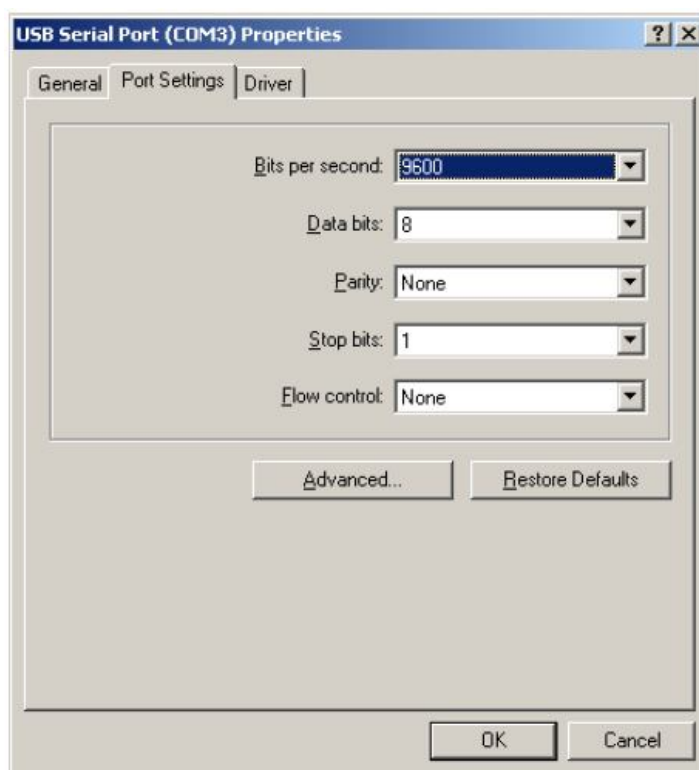 USB Serial Port (COM3) Properties
General Port Settings Driver
Bits per second: 9600
Data bits: 8
Parity: None
Stop bits: 1
Flow control: None
Advanced... Restore Defaults
OK Cancel